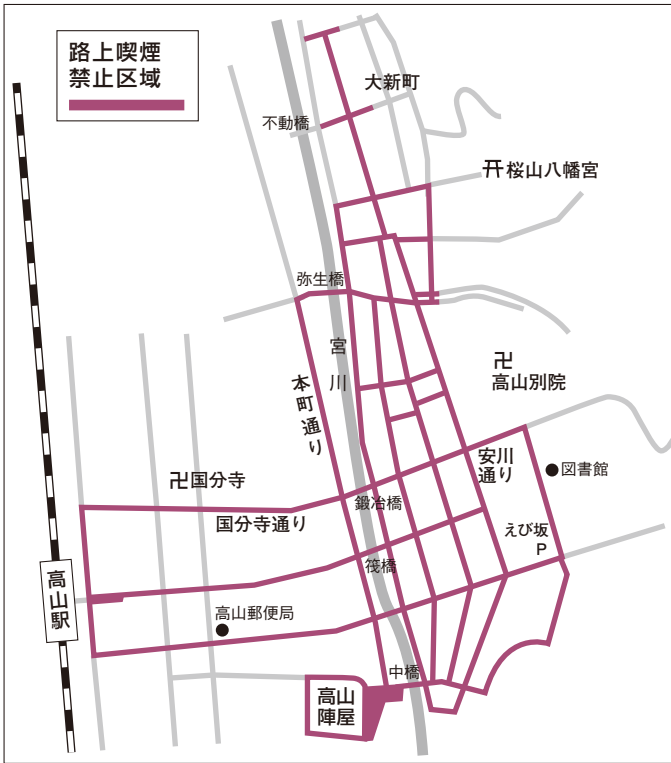 路上喫煙
禁止区域
大新町
不動橋
桜山八幡宮
弥生橋
宮川
本町通り
高山別院
国分寺
国分寺通り
鍛冶橋
安川
通り
図書館
えび坂
P
筏橋
高山駅
高山郵便局
中橋
高山
陣屋